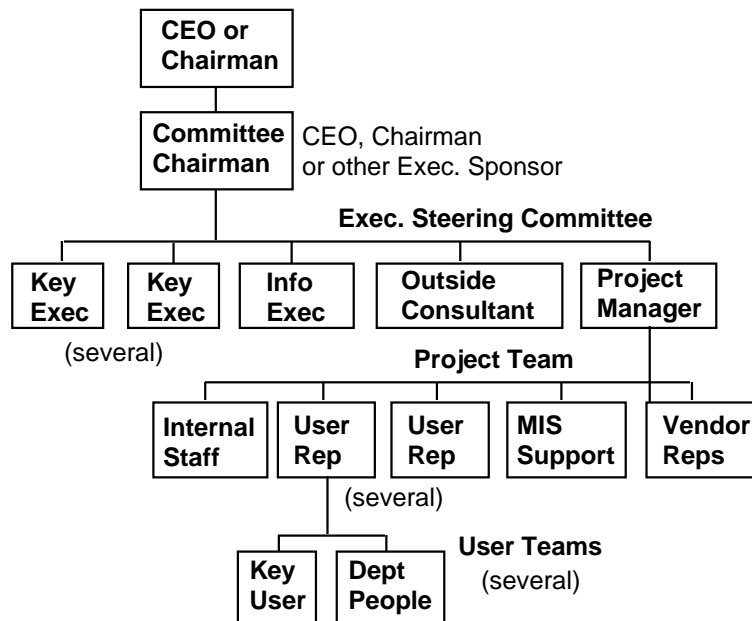 CEO or
Chairman
Committee
Chairman
CEO, Chairman
or other Exec. Sponsor
Exec. Steering Committee
Key
Exec
Key
Exec
Info
Exec
Outside
Consultant
Project
Manager
(several)
Project Team
Internal
Staff
User
Rep
User
Rep
MIS
Support
Vendor
Reps
(several)
User Teams
(several)
Key
User
Dept
People